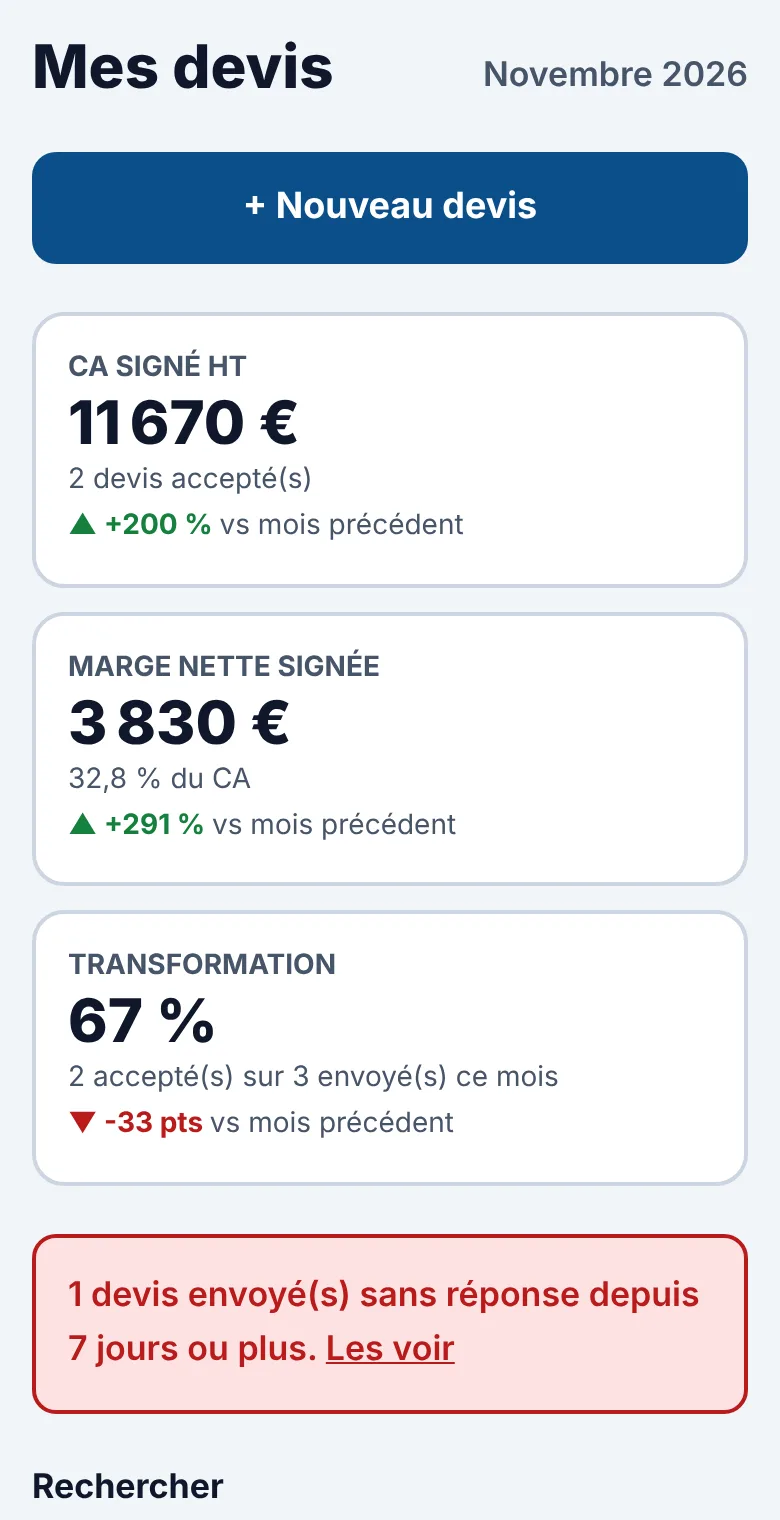 Mes devis
Novembre 2026
+ Nouveau devis
CA SIGNÉ HT
11 670 €
2 devis accepté(s)
▲ +200 % vs mois précédent
MARGE NETTE SIGNÉE
3 830 €
32,8 % du CA
▲ +291 % vs mois précédent
TRANSFORMATION
67 %
2 accepté(s) sur 3 envoyé(s) ce mois
▼ -33 pts vs mois précédent
1 devis envoyé(s) sans réponse depuis
7 jours ou plus. Les voir
Rechercher